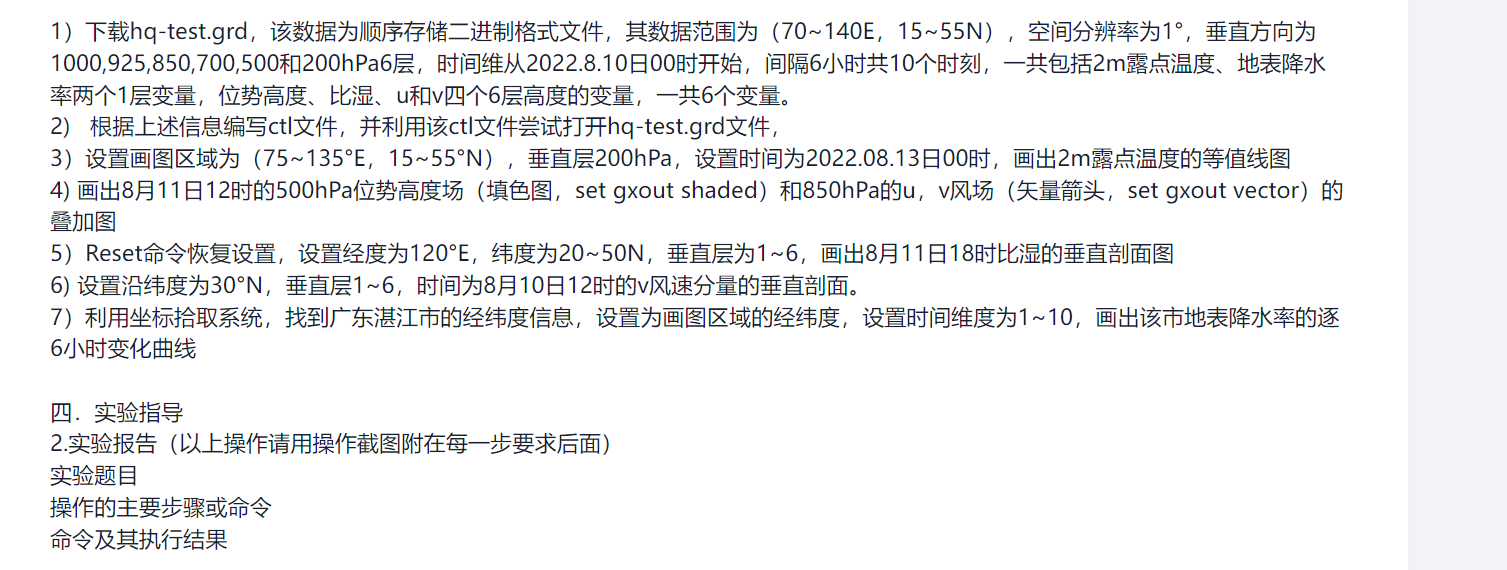 1）下载hq-test.grd，该数据为顺序存储二进制格式文件，其数据范围为（70~140E，15~55N），空间分辨率为1°，垂直方向为
1000,925,850,700,500和200hPa6层，时间维从2022.8.10日00时开始，间隔6小时共10个时刻，一共包括2m露点温度、地表降水
率两个1层变量，位势高度、比湿、u和v四个6层高度的变量，一共6个变量。
2） 根据上述信息编写ctl文件，并利用该ctl文件尝试打开hq-test.grd文件，
3）设置画图区域为（75~135°E，15~55°N），垂直层200hPa，设置时间为2022.08.13日00时，画出2m露点温度的等值线图
4) 画出8月11日12时的500hPa位势高度场（填色图，set gxout shaded）和850hPa的u，v风场（矢量箭头，set gxout vector）的
叠加图
5）Reset命令恢复设置，设置经度为120°E，纬度为20~50N，垂直层为1~6，画出8月11日18时比湿的垂直剖面图
6) 设置沿纬度为30°N，垂直层1~6，时间为8月10日12时的v风速分量的垂直剖面。
7）利用坐标拾取系统，找到广东湛江市的经纬度信息，设置为画图区域的经纬度，设置时间维度为1~10，画出该市地表降水率的逐
6小时变化曲线
四．实验指导
2.实验报告（以上操作请用操作截图附在每一步要求后面）
实验题目
操作的主要步骤或命令
命令及其执行结果